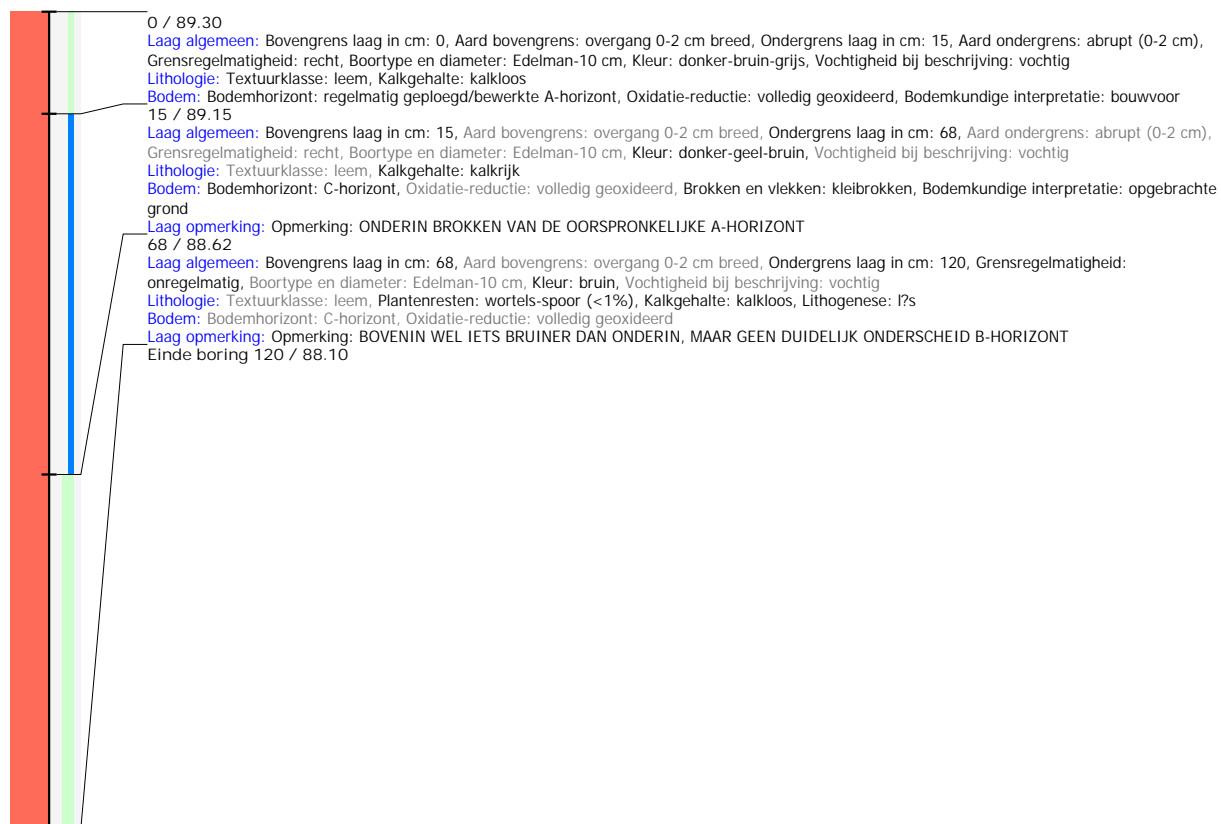 0 / 89.30
Laag algemeen: Bovengrens laag in cm: 0, Aard bovengrens: overgang 0-2 cm breed, Ondergrens laag in cm: 15, Aard ondergrens: abrupt (0-2 cm),
Grensregelmatigheid: recht, Boortype en diameter: Edelman-10 cm, Kleur: donker-bruin-grijs, Vochtigheid bij beschrijving: vochtig
Lithologie: Textuurklasse: leem, Kalkgehalte: kalkloos
Bodem: Bodemhorizont: regelmatig geploegd/bewerkte A-horizont, Oxidatie-reductie: volledig geoxideerd, Bodemkundige interpretatie: bouwvoor
15 / 89.15
Laag algemeen: Bovengrens laag in cm: 15, Aard bovengrens: overgang 0-2 cm breed, Ondergrens laag in cm: 68, Aard ondergrens: abrupt (0-2 cm),
Grensregelmatigheid: recht, Boortype en diameter: Edelman-10 cm, Kleur: donker-geel-bruin, Vochtigheid bij beschrijving: vochtig
Lithologie: Textuurklasse: leem, Kalkgehalte: kalkrijk
Bodem: Bodemhorizont: C-horizont, Oxidatie-reductie: volledig geoxideerd, Brokken en vlekken: kleibrokken, Bodemkundige interpretatie: opgebrachte
grond
Laag opmerking: Opmerking: ONDERIN BROKKEN VAN DE OORSPRONKELIJKE A-HORIZONT
68 / 88.62
Laag algemeen: Bovengrens laag in cm: 68, Aard bovengrens: overgang 0-2 cm breed, Ondergrens laag in cm: 120, Grensregelmatigheid:
onregelmatig, Boortype en diameter: Edelman-10 cm, Kleur: bruin, Vochtigheid bij beschrijving: vochtig
Lithologie: Textuurklasse: leem, Plantenresten: wortels-spoor (<1%), Kalkgehalte: kalkloos, Lithogenese: l?s
Bodem: Bodemhorizont: C-horizont, Oxidatie-reductie: volledig geoxideerd
Laag opmerking: Opmerking: BOVENIN WEL IETS BRUINER DAN ONDERIN, MAAR GEEN DUIDELIJK ONDERSCHEID B-HORIZONT
Einde boring 120 / 88.10